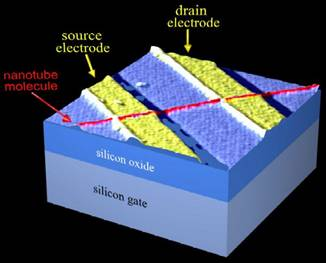 drain
electrode
source
electrode
nanotube
molecule
silicon oxide
silicon gate